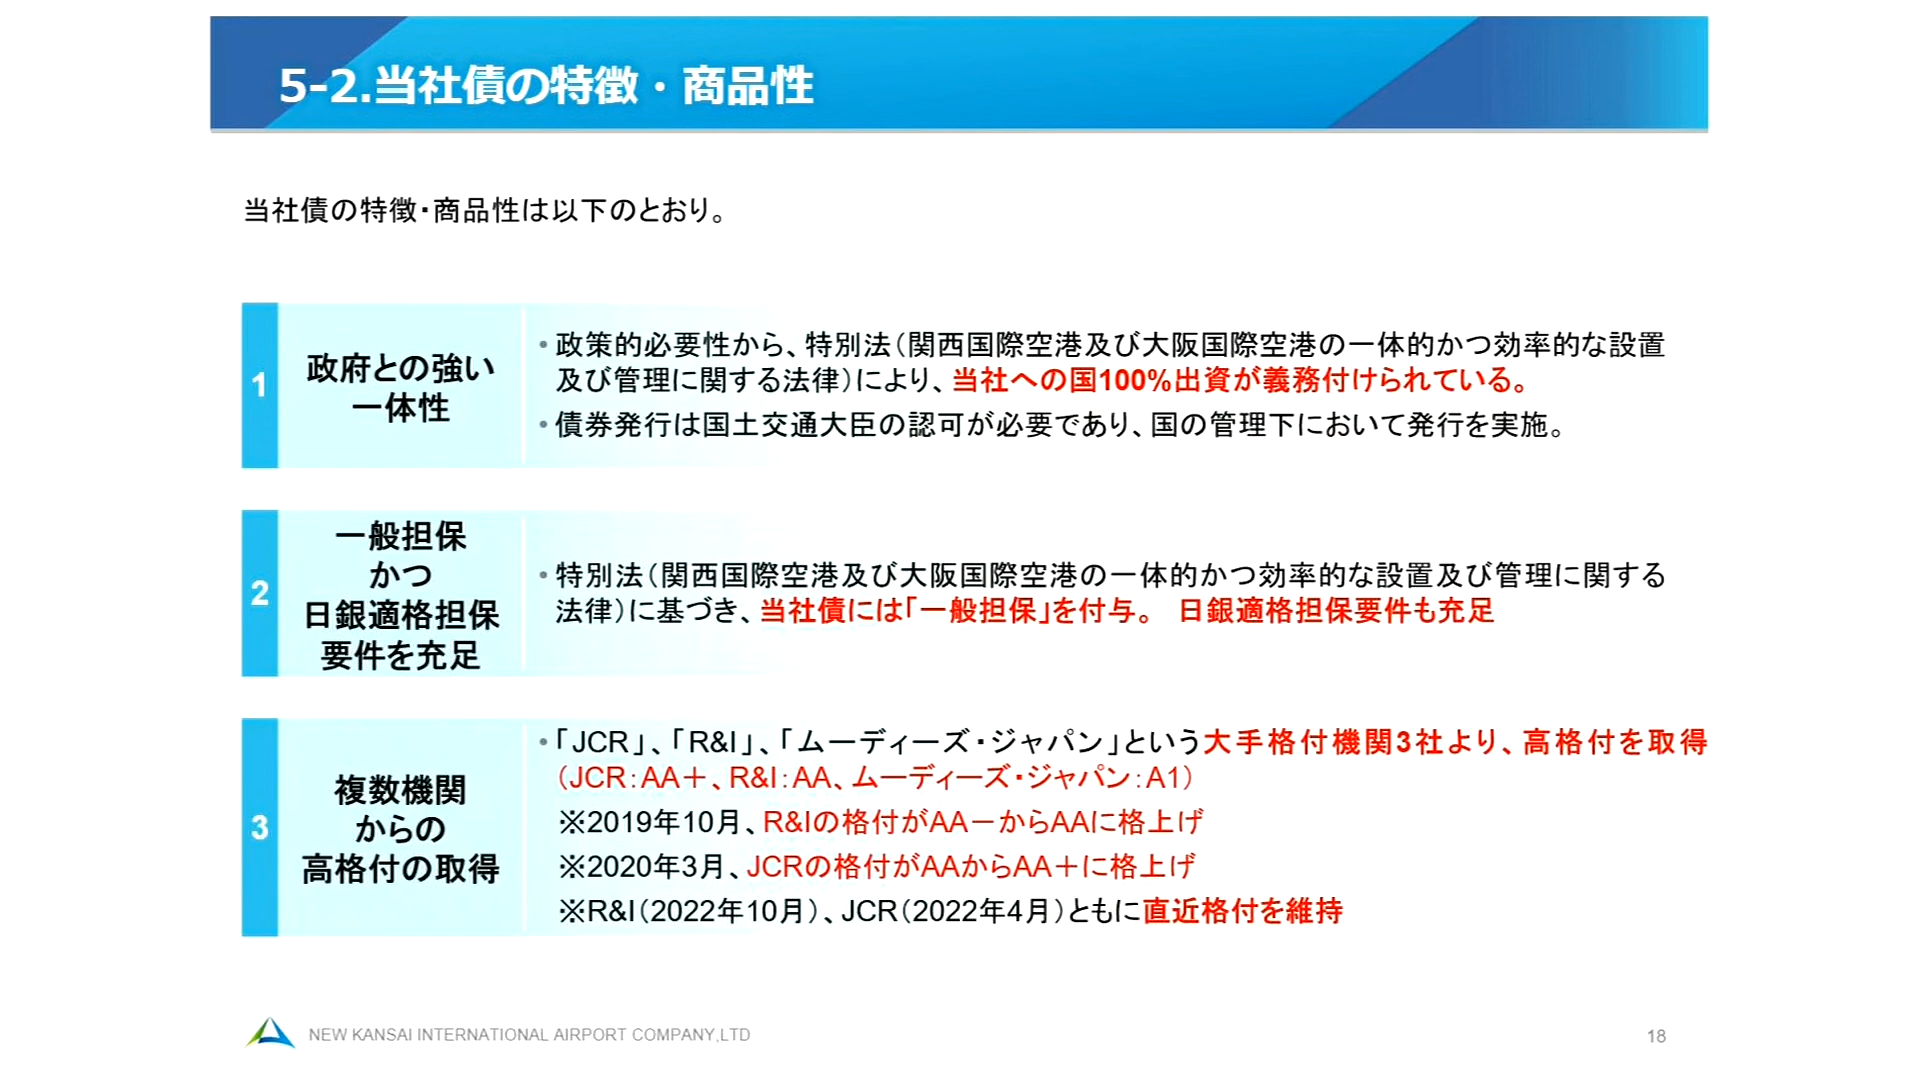 5-2.当社債の特徴・商品性
当社債の特徴・商品性は以下のとおり。
1
政府との強い
一体性
・政策的必要性から、特別法（関西国際空港及び大阪国際空港の一体的かつ効率的な設置
及び管理に関する法律）により、当社への国100%出資が義務付けられている。
・債券発行は国土交通大臣の認可が必要であり、国の管理下において発行を実施。
2
一般担保
かつ
日銀適格担保
要件を充足
・特別法（関西国際空港及び大阪国際空港の一体的かつ効率的な設置及び管理に関する
法律）に基づき、当社債には「一般担保」を付与。　日銀適格担保要件も充足
3
複数機関
からの
高格付の取得
・「JCR」、「R&I」、「ムーディーズ・ジャパン」という大手格付機関3社より、高格付を取得
（JCR：AA＋、R&I：AA、ムーディーズ・ジャパン：A1）
※2019年10月、R&Iの格付がAA－からAAに格上げ
※2020年3月、JCRの格付がAAからAA＋に格上げ
※R&I（2022年10月）、JCR（2022年4月）ともに直近格付を維持
NEW KANSAI INTERNATIONAL AIRPORT COMPANY,LTD
18